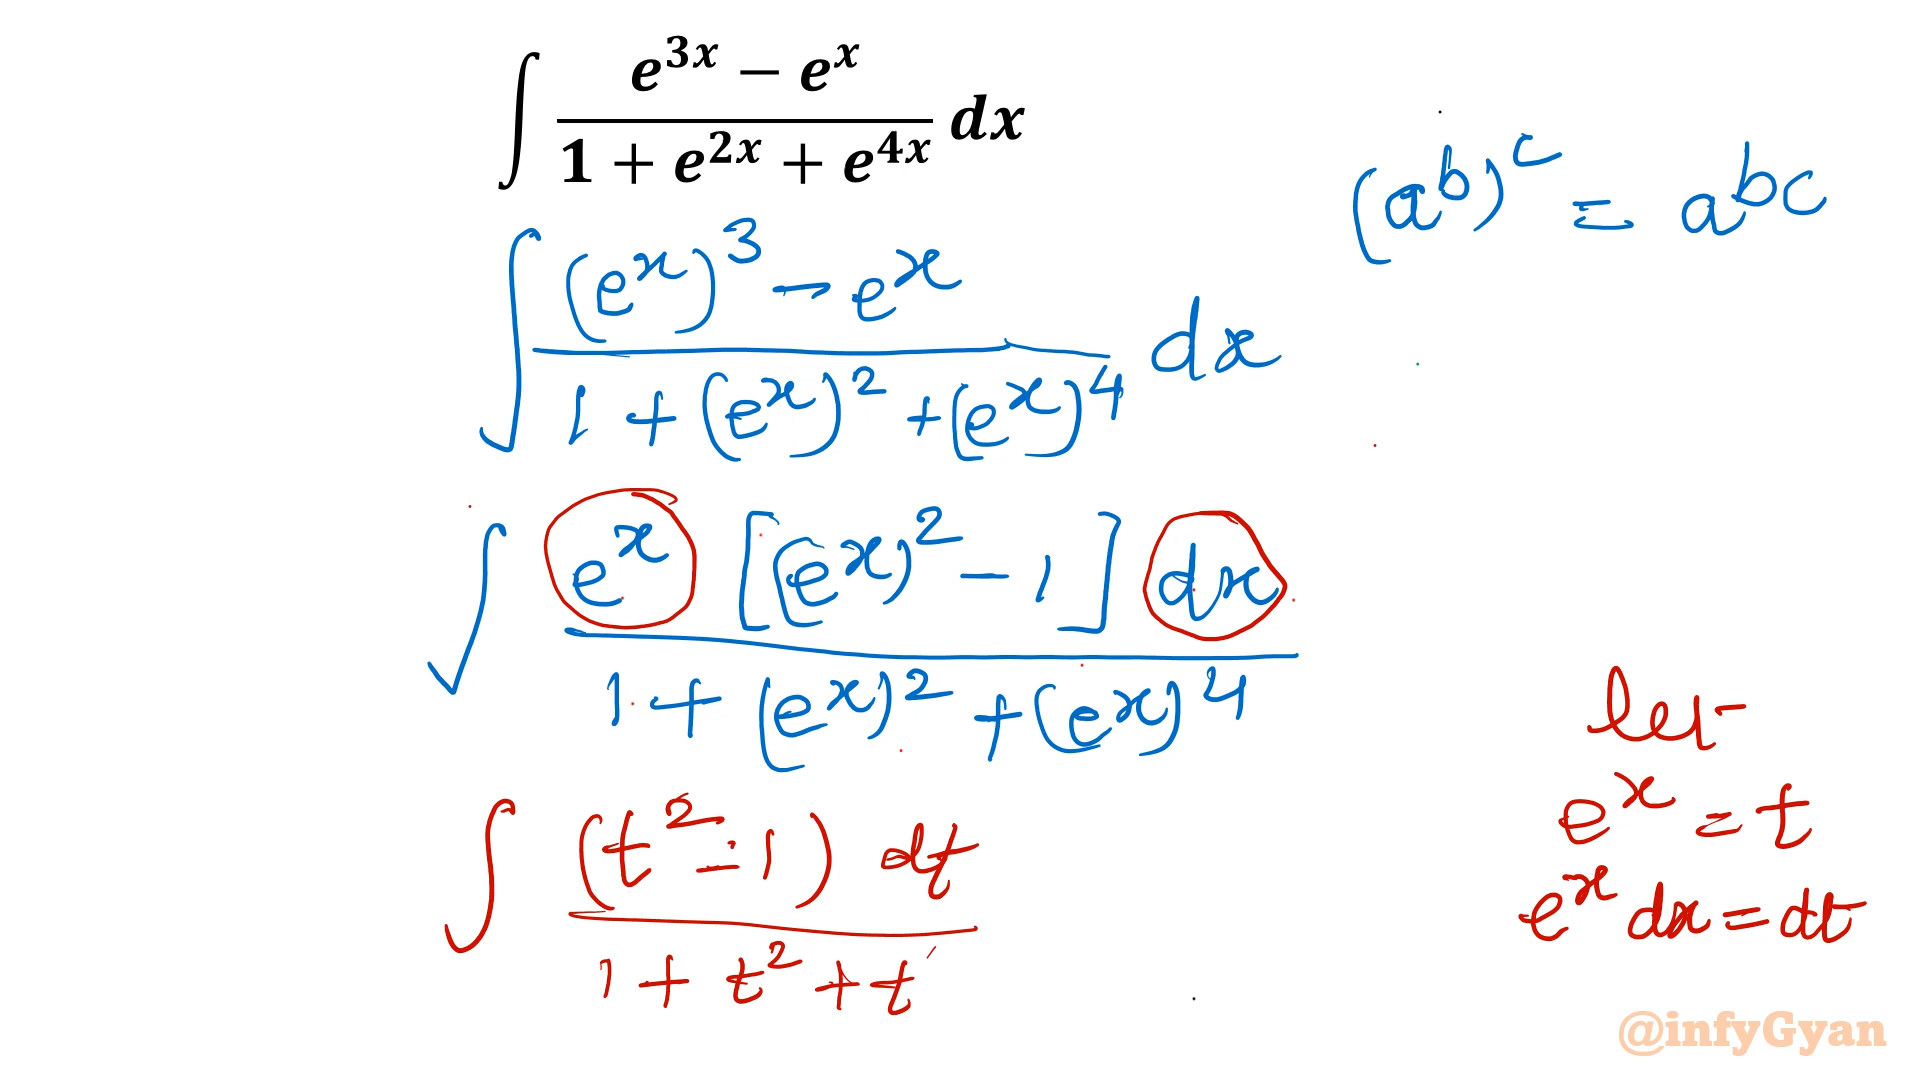 ∫ (e^{3x} − e^x)/(1 + e^{2x} + e^{4x}) dx
(a^b)^c = a^{bc}
∫ ((e^x)^3 − e^x)/(1 + (e^x)^2 + (e^x)^4) dx
∫ (e^x [(e^x)^2 − 1] dx)/(1 + (e^x)^2 + (e^x)^4)
let
e^x = t
e^x dx = dt
∫ ((t^2 − 1) dt)/(1 + t^2 + t
@infyGyan